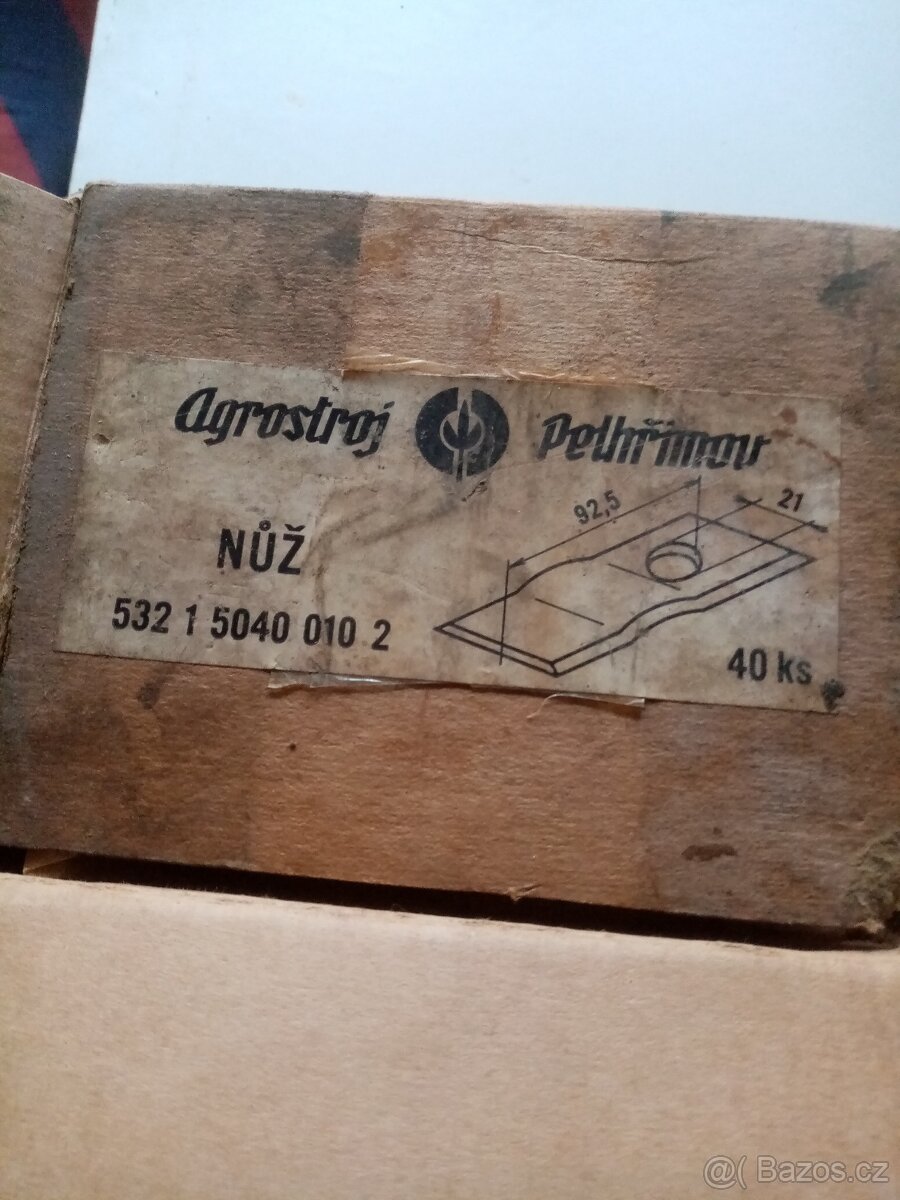 Agrostroj Pelhřimov
92,5
21
NŮŽ
532 1 5040 010 2
40 ks
@( Bazos.cz